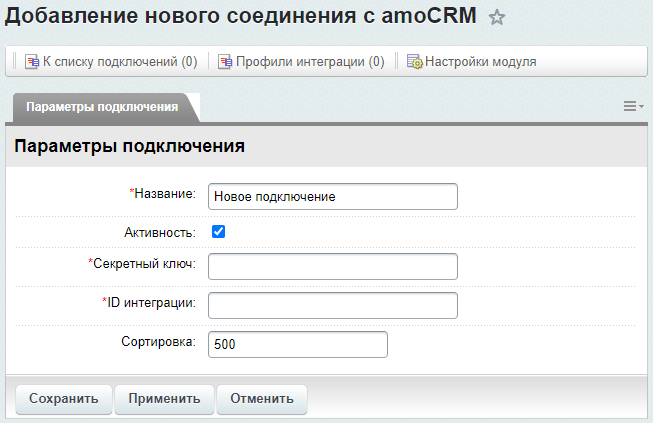 Добавление нового соединения с amoCRM
К списку подключений (0) Профили интеграции (0) Настройки модуля
Параметры подключения
Параметры подключения
*Название: Новое подключение
Активность:
*Секретный ключ:
*ID интеграции:
Сортировка: 500
Сохранить Применить Отменить